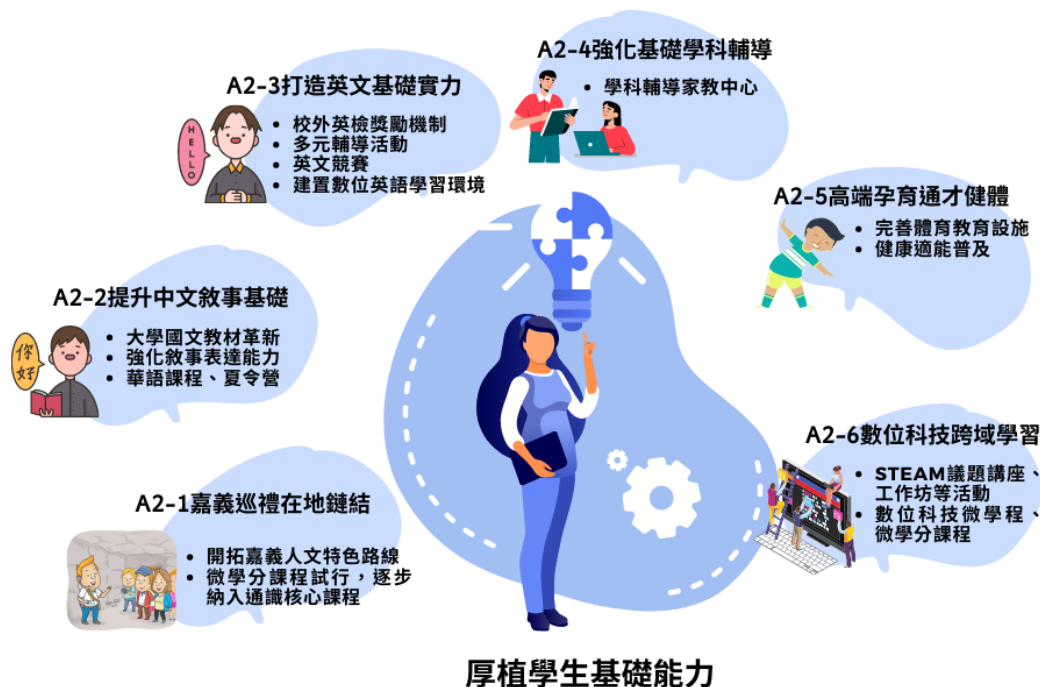 A2-1嘉義巡禮在地鏈結
• 開拓嘉義人文特色路線
• 微學分課程試行，逐步
納入通識核心課程
A2-2提升中文敘事基礎
你
好
• 大學國文教材革新
• 強化敘事表達能力
• 華語課程、夏令營
A2-3打造英文基礎實力
HELLO
• 校外英檢獎勵機制
• 多元輔導活動
• 英文競賽
• 建置數位英語學習環境
A2-4強化基礎學科輔導
• 學科輔導家教中心
A2-5高端孕育通才健體
• 完善體育教育設施
• 健康適能普及
A2-6數位科技跨域學習
• STEAM議題講座、
工作坊等活動
• 數位科技微學程、
微學分課程
厚植學生基礎能力